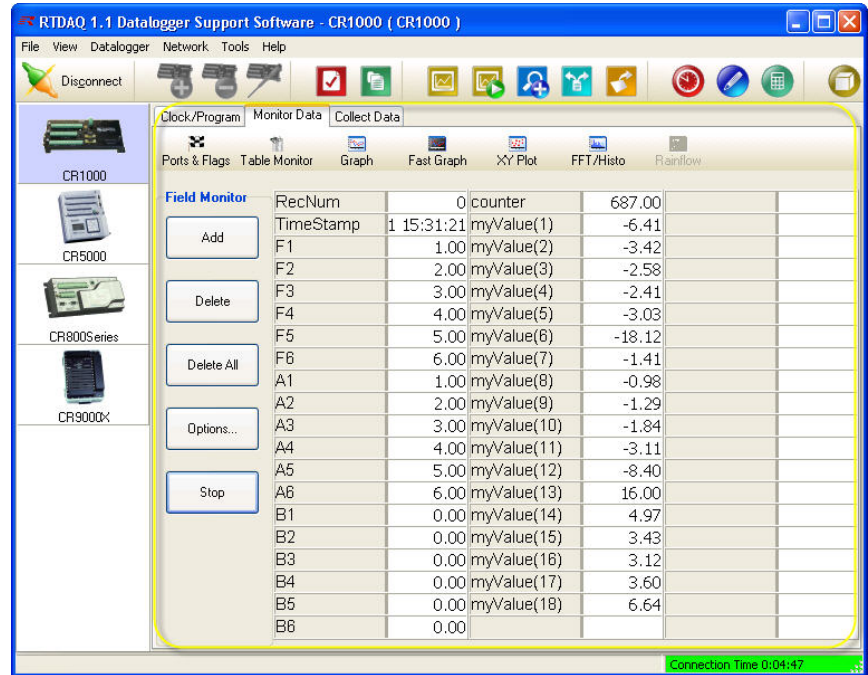 RTDAQ 1.1 Datalogger Support Software - CR1000 ( CR1000 )
File View Datalogger Network Tools Help
Disconnect
CR1000
CR5000
CR800Series
CR9000X
Clock/Program Monitor Data Collect Data
Ports & Flags Table Monitor Graph Fast Graph XY Plot FFT/Histo Rainflow
Field Monitor
Add
Delete
Delete All
Options...
Stop
RecNum 0 counter 687.00
TimeStamp 1 15:31:21 myValue(1) -6.41
F1 1.00 myValue(2) -3.42
F2 2.00 myValue(3) -2.58
F3 3.00 myValue(4) -2.41
F4 4.00 myValue(5) -3.03
F5 5.00 myValue(6) -18.12
F6 6.00 myValue(7) -1.41
A1 1.00 myValue(8) -0.98
A2 2.00 myValue(9) -1.29
A3 3.00 myValue(10) -1.84
A4 4.00 myValue(11) -3.11
A5 5.00 myValue(12) -8.40
A6 6.00 myValue(13) 16.00
B1 0.00 myValue(14) 4.97
B2 0.00 myValue(15) 3.43
B3 0.00 myValue(16) 3.12
B4 0.00 myValue(17) 3.60
B5 0.00 myValue(18) 6.64
B6 0.00
Connection Time 0:04:47